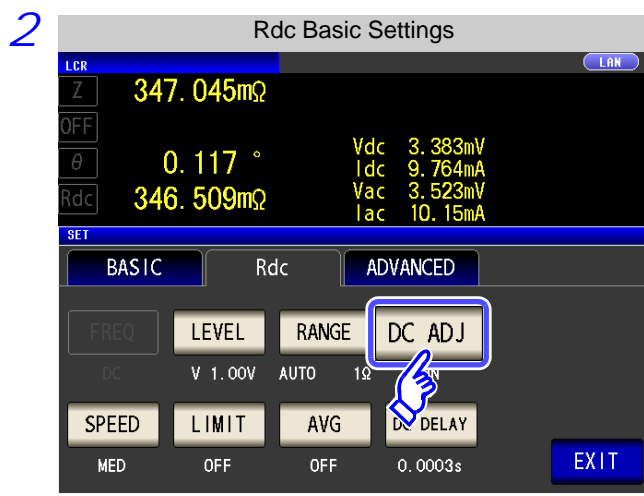 2
Rdc Basic Settings
LCR LAN
Z 347.045mΩ
OFF
θ 0.117 ° Vdc 3.383mV
Idc 9.764mA
Rdc 346.509mΩ Vac 3.523mV
Iac 10.15mA
SET
BASIC Rdc ADVANCED
FREQ LEVEL RANGE DC ADJ
DC V 1.00V AUTO 1Ω
SPEED LIMIT AVG DC DELAY
MED OFF OFF 0.0003s
EXIT